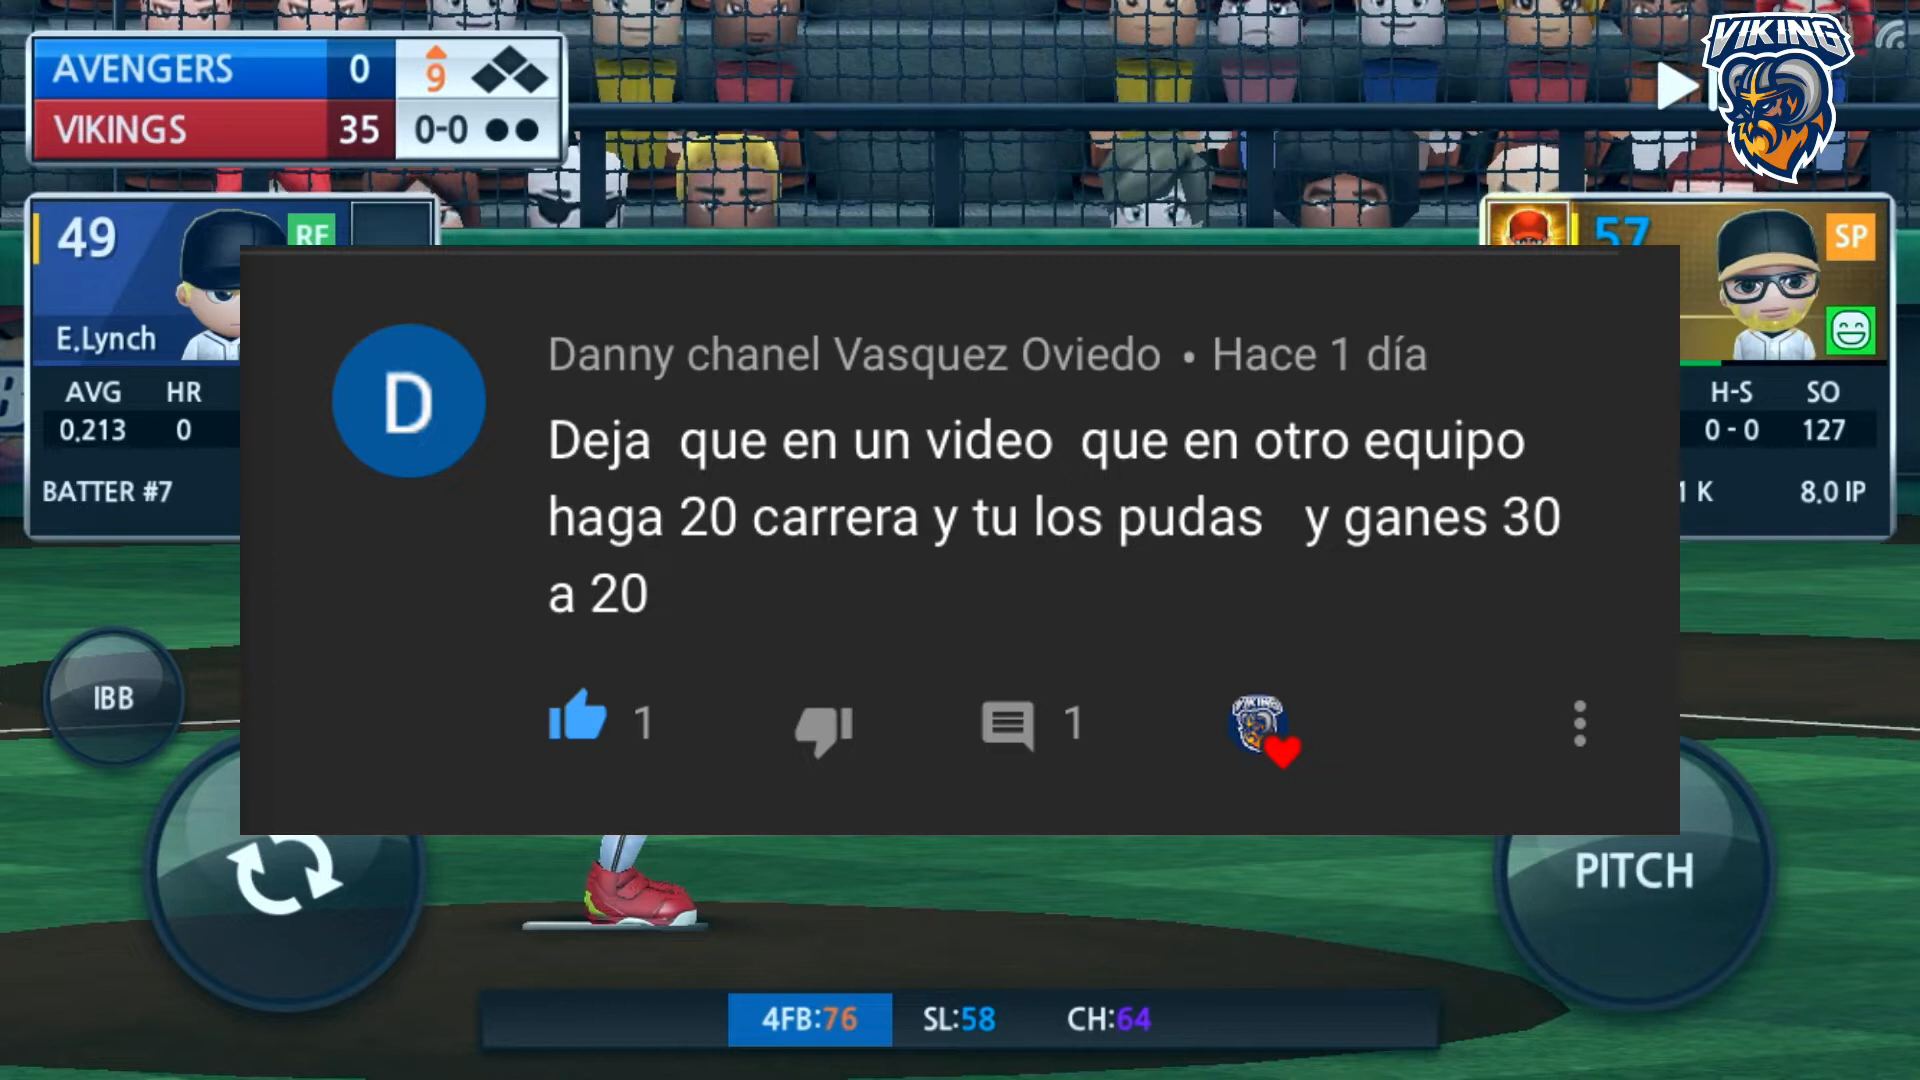 AVENGERS 0 9
VIKINGS 35 0-0
VIKING
49 RF
E.Lynch
AVG HR
0.213 0
BATTER #7
57 SP
H-S SO
0 - 0 127
K 8.0 IP
D
Danny chanel Vasquez Oviedo • Hace 1 día
Deja que en un video que en otro equipo
haga 20 carrera y tu los pudas y ganes 30
a 20
1 1
VIKING
IBB
PITCH
4FB:76 SL:58 CH:64